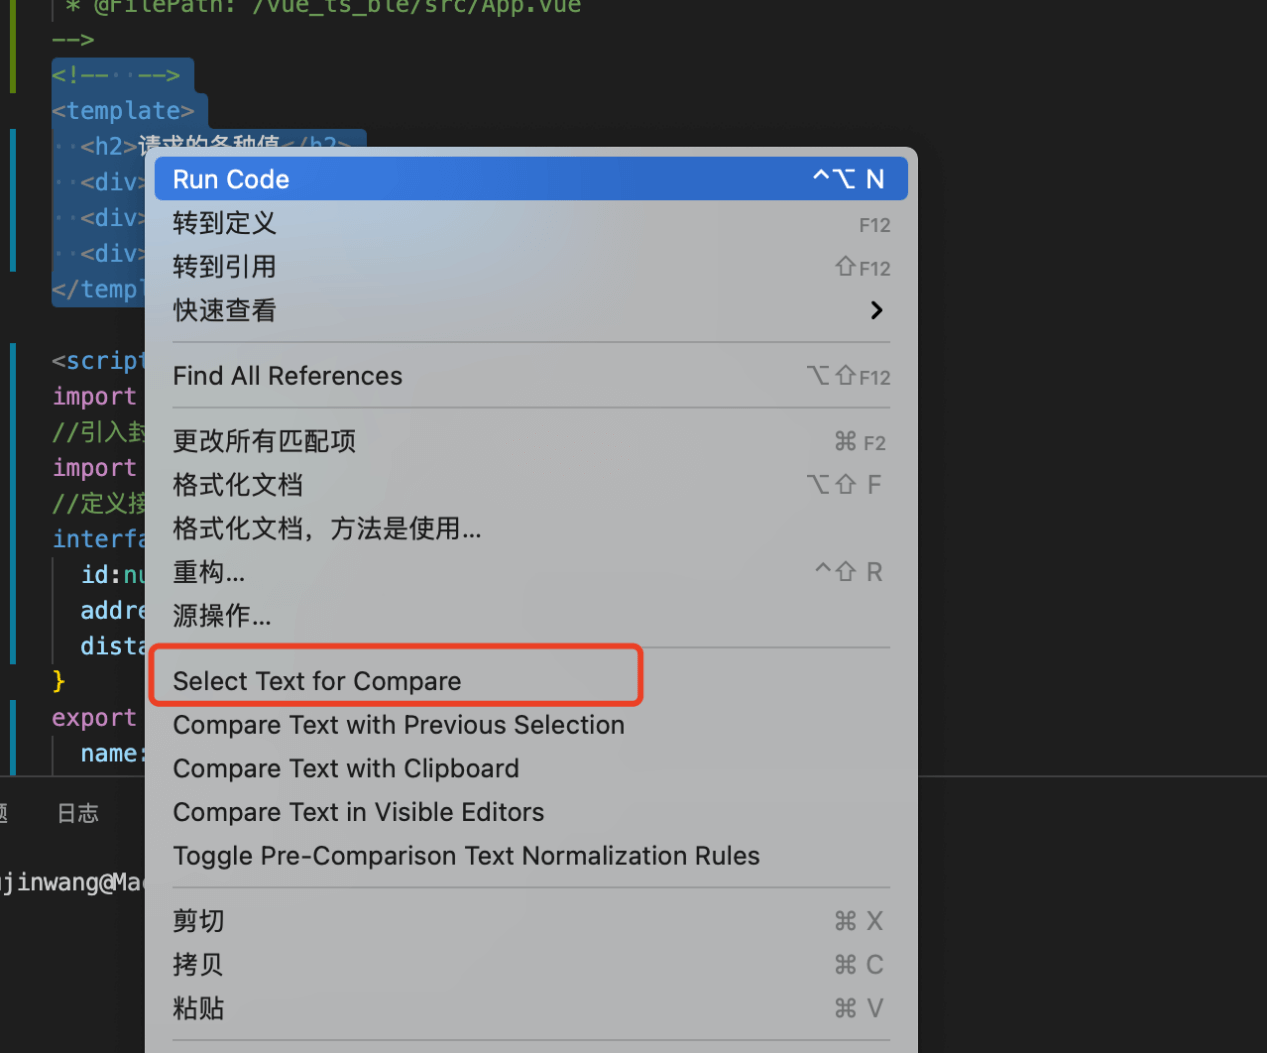 * @FilePath: /vue_ts_ble/src/App.vue
-->
<!-- -->
<template>
<h2>请求的各种值</h2>
<div>
<div>
<div>
</templ
Run Code ^⌥ N
转到定义 F12
转到引用 ⇧F12
快速查看 >
Find All References ⌥⇧F12
更改所有匹配项 ⌘ F2
格式化文档 ⌥⇧ F
格式化文档，方法是使用...
重构... ^⇧ R
源操作...
Select Text for Compare
Compare Text with Previous Selection
Compare Text with Clipboard
Compare Text in Visible Editors
Toggle Pre-Comparison Text Normalization Rules
剪切 ⌘ X
拷贝 ⌘ C
粘贴 ⌘ V
<script
import
//引入封
import
//定义接
interfa
id:nu
addre
dista
}
export
name:
题 日志
jinwang@Mac